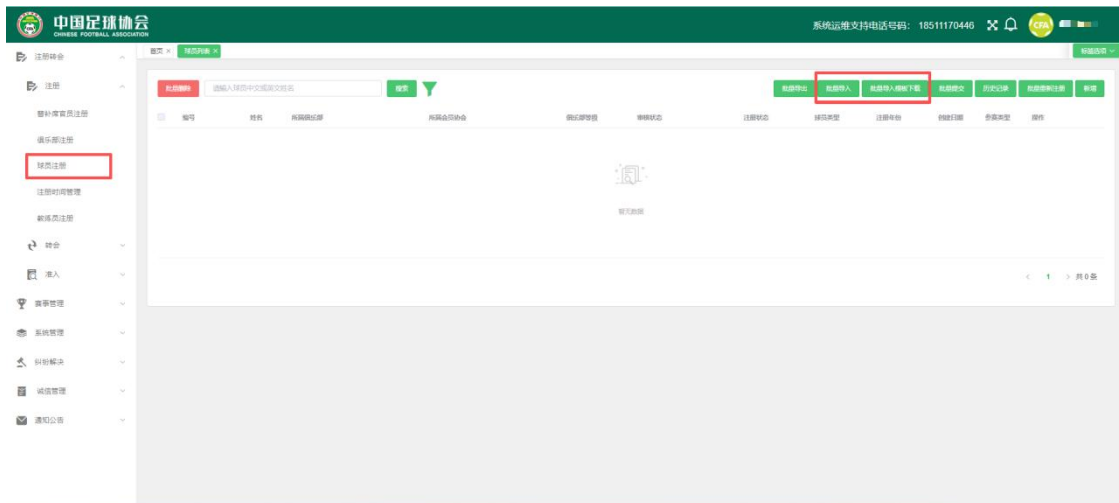 中国足球协会
CHINESE FOOTBALL ASSOCIATION
系统运维支持电话号码: 18511170446
CFA
注册转会
首页 ×
球员列表 ×
标签选项
注册
批量删除
请输入球员中文或英文姓名
搜索
批量导出
批量导入
批量导入模板下载
批量提交
历史记录
批量重新注册
新增
替补席官员注册
编号 姓名 所属俱乐部 所属会员协会 俱乐部等级 审核状态 注册状态 球员类型 注册年份 创建日期 参赛类型 操作
俱乐部注册
球员注册
注册时间管理
教练员注册
暂无数据
转会
准入
< 1 > 共 0 条
赛事管理
系统管理
纠纷解决
诚信管理
通知公告